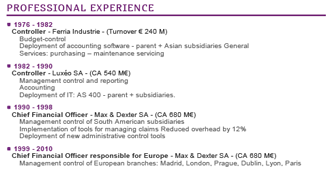 PROFESSIONAL EXPERIENCE
1976 - 1982
Controller - Ferria Industrie - (Turnover € 240 M)
Budget-control
Deployment of accounting software - parent + Asian subsidiaries General
Services: purchasing – maintenance servicing
1982 - 1990
Controller - Luxéo SA - (CA 540 M€)
Management control and reporting
Accounting
Deployment of IT: AS 400 - parent + subsidiaries.
1990 - 1998
Chief Financial Officer - Max & Dexter SA - (CA 680 M€)
Management control of South American subsidiaries
Implementation of tools for managing claims Reduced overhead by 12%
Deployment of new administrative control tools
1999 - 2010
Chief Financial Officer responsible for Europe - Max & Dexter SA - (CA 680 M€)
Management control of European branches: Madrid, London, Prague, Dublin, Lyon, Paris